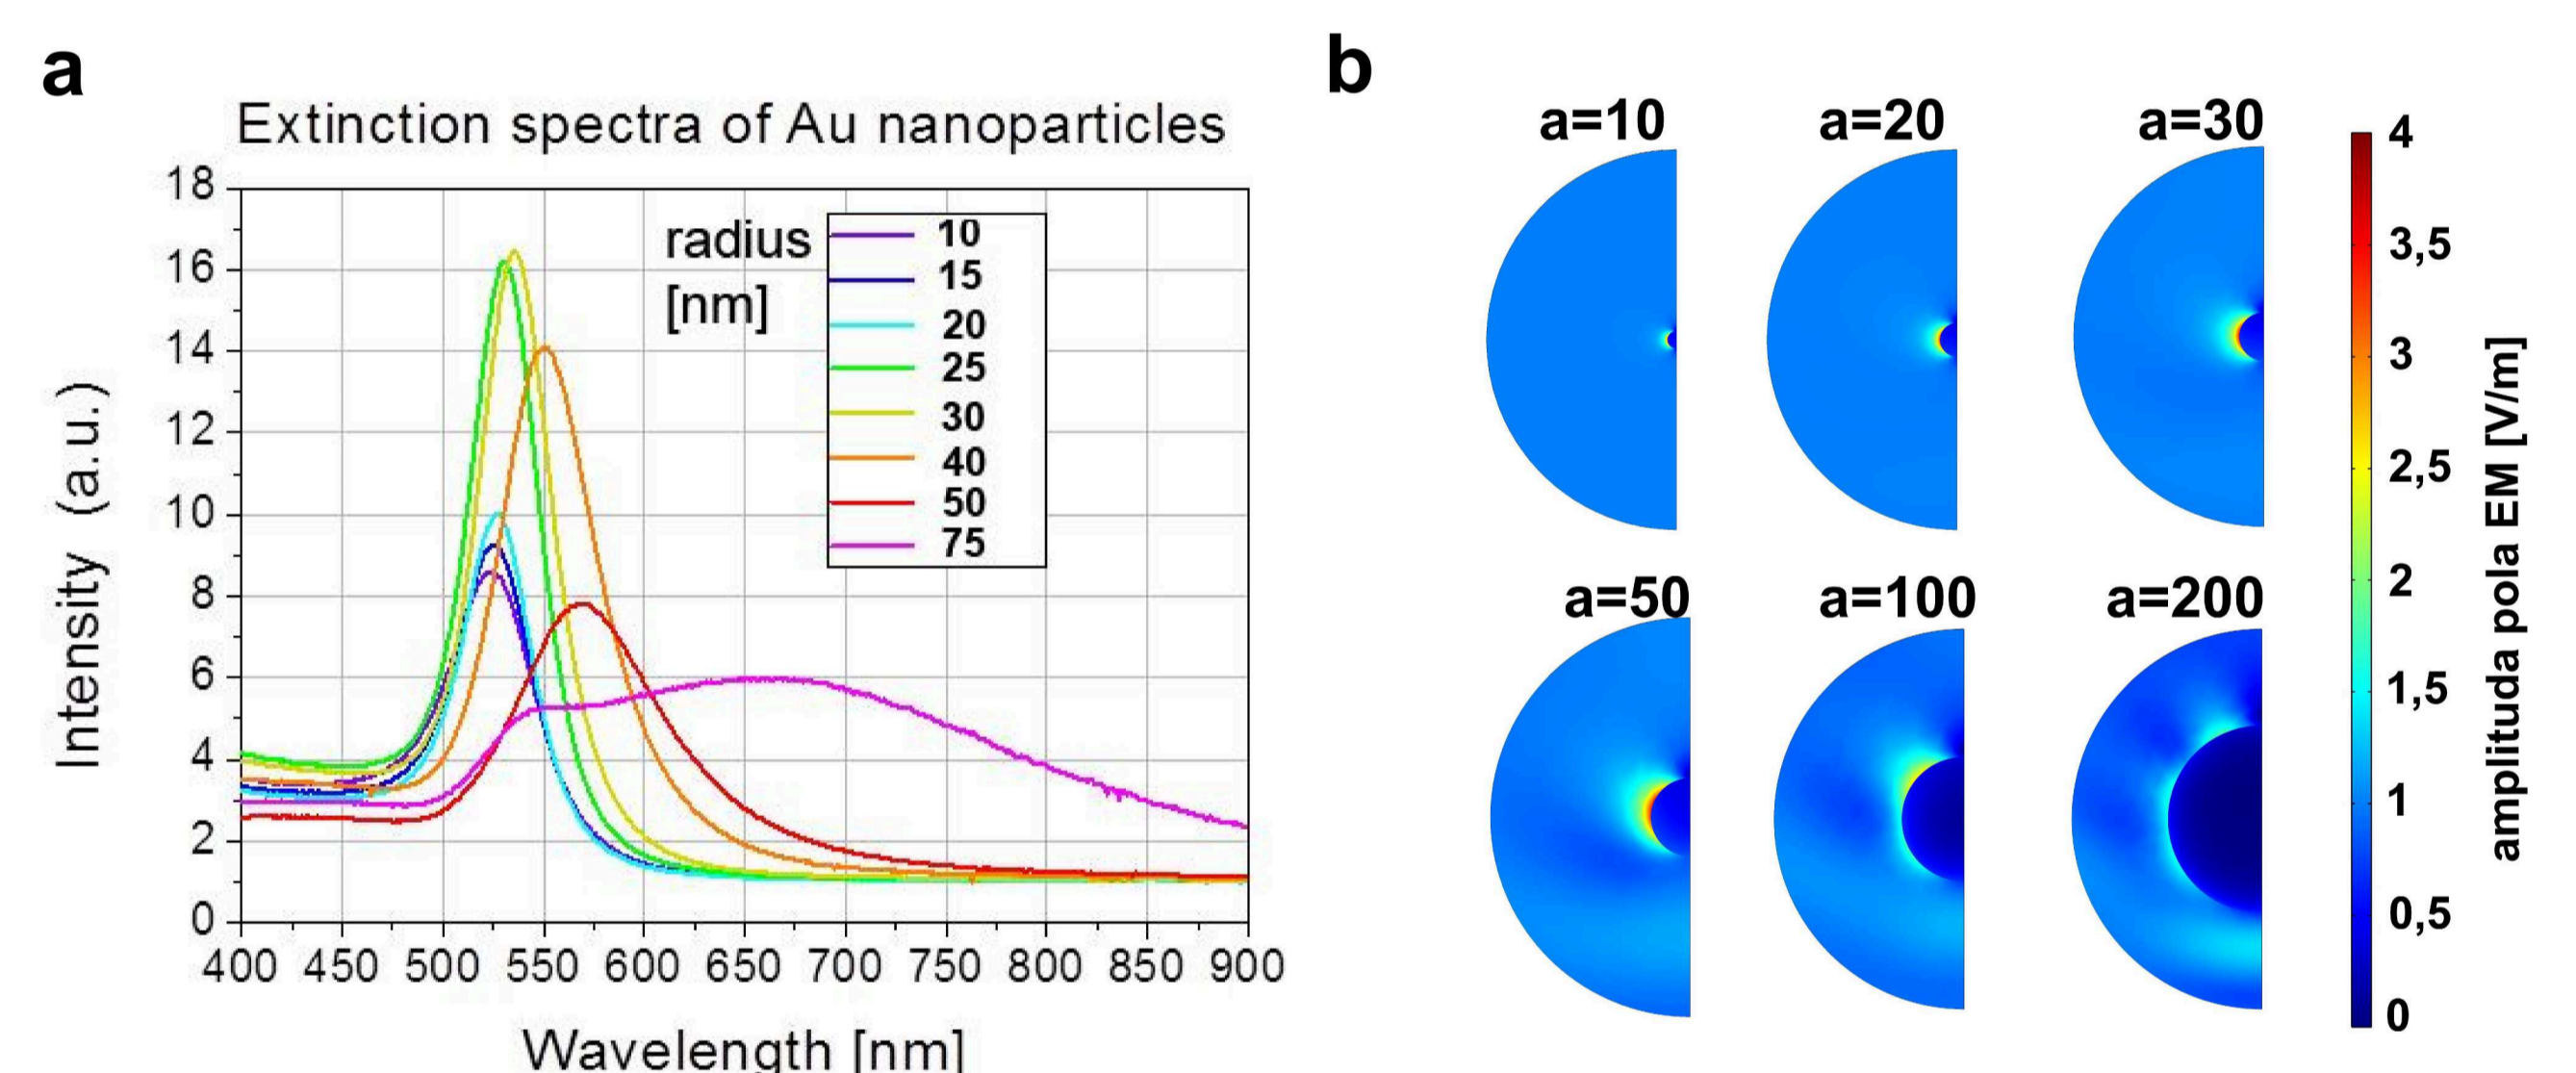 a
Extinction spectra of Au nanoparticles
18
16
14
12
10
8
6
4
2
0
Intensity (a.u.)
radius
[nm]
10
15
20
25
30
40
50
75
400 450 500 550 600 650 700 750 800 850 900
Wavelength [nm]
b
a=10 a=20 a=30
a=50 a=100 a=200
4
3,5
3
2,5
2
1,5
1
0,5
0
amplituda pola EM [V/m]